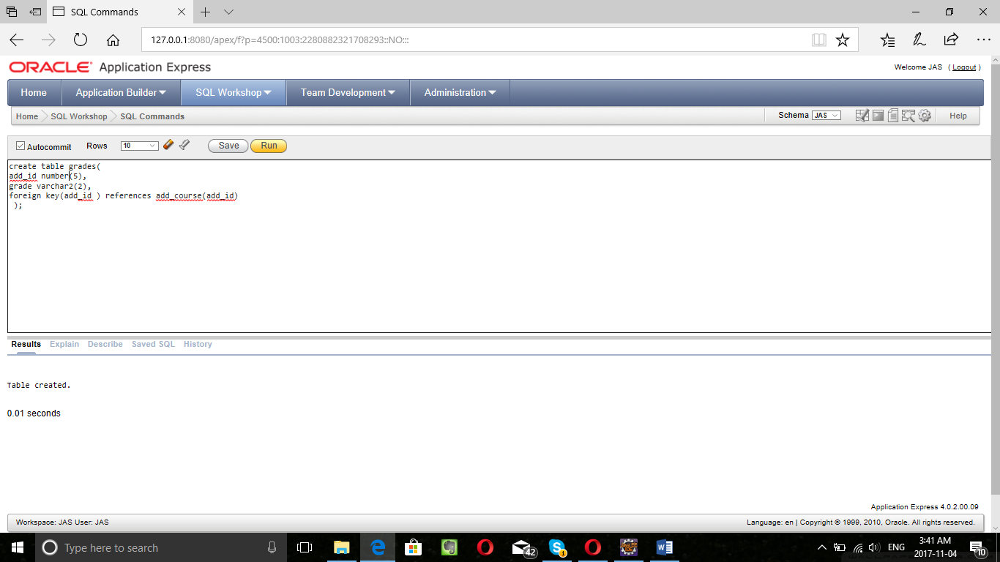 SQL Commands
127.0.0.1:8080/apex/f?p=4500:1003:2280882321708293::NO:::
ORACLE Application Express
Welcome JAS ( Logout )
Home Application Builder SQL Workshop Team Development Administration
Home SQL Workshop SQL Commands Schema JAS Help
Autocommit Rows 10 Save Run
create table grades(
add_id number(5),
grade varchar2(2),
foreign key(add_id ) references add_course(add_id)
);
Results Explain Describe Saved SQL History
Table created.
0.01 seconds
Application Express 4.0.2.00.09
Workspace: JAS User: JAS
Language: en | Copyright © 1999, 2010, Oracle. All rights reserved.
Type here to search
42
1
W
ENG
3:41 AM
2017-11-04
10